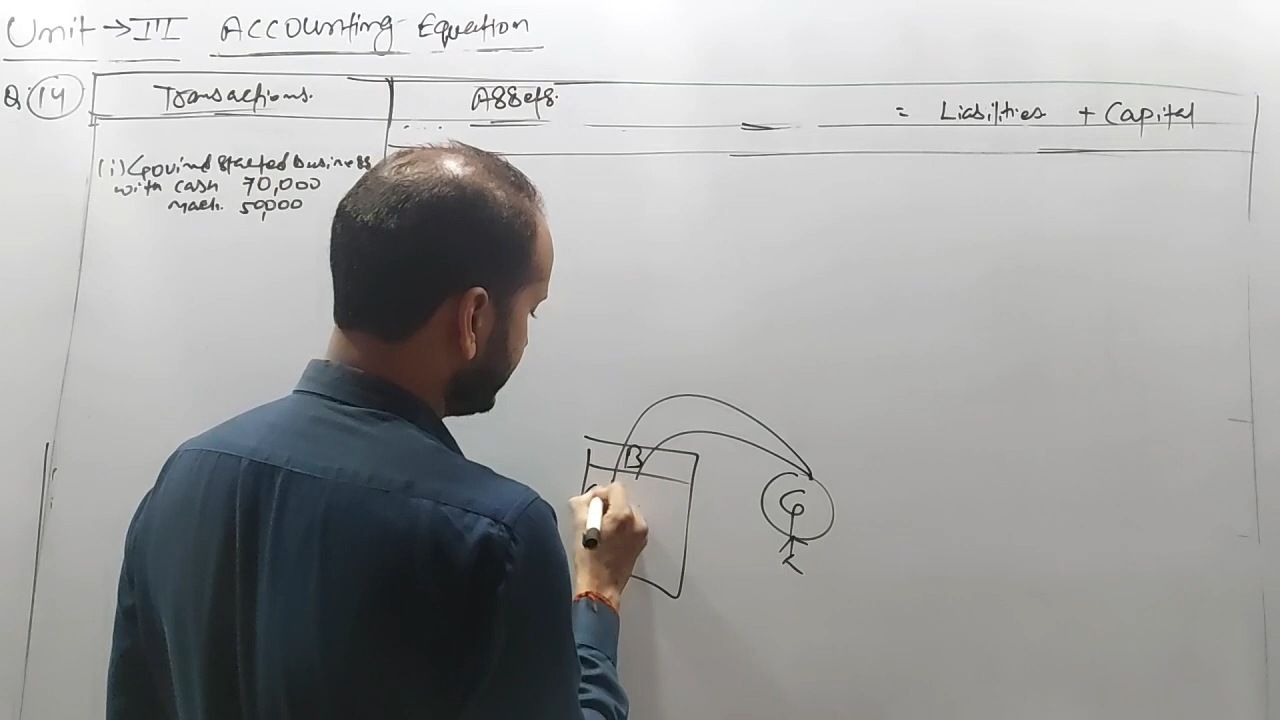 Unit → III Accounting Equation
Q. 14 Transactions. Assets. = Liabilities + Capital
(i) Govind started Business
with cash 70,000
Mach. 50,000
B
G